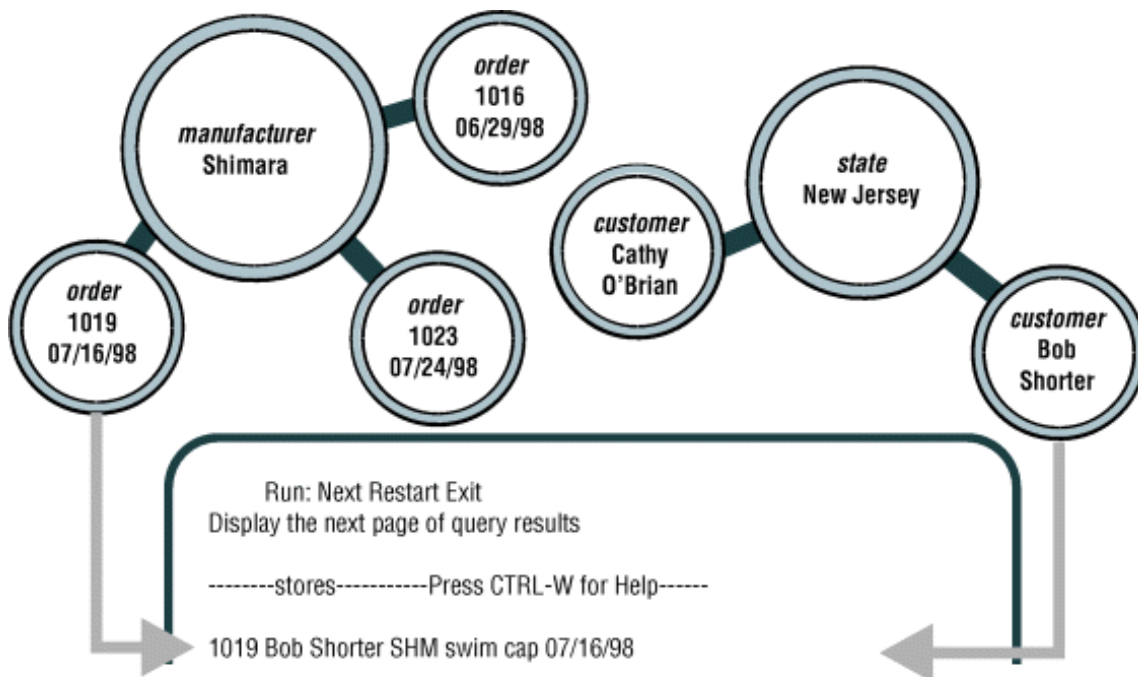 manufacturer
Shimara
order
1016
06/29/98
order
1019
07/16/98
order
1023
07/24/98
state
New Jersey
customer
Cathy
O'Brian
customer
Bob
Shorter
Run: Next Restart Exit
Display the next page of query results
--------stores-----------Press CTRL-W for Help------
1019 Bob Shorter SHM swim cap 07/16/98